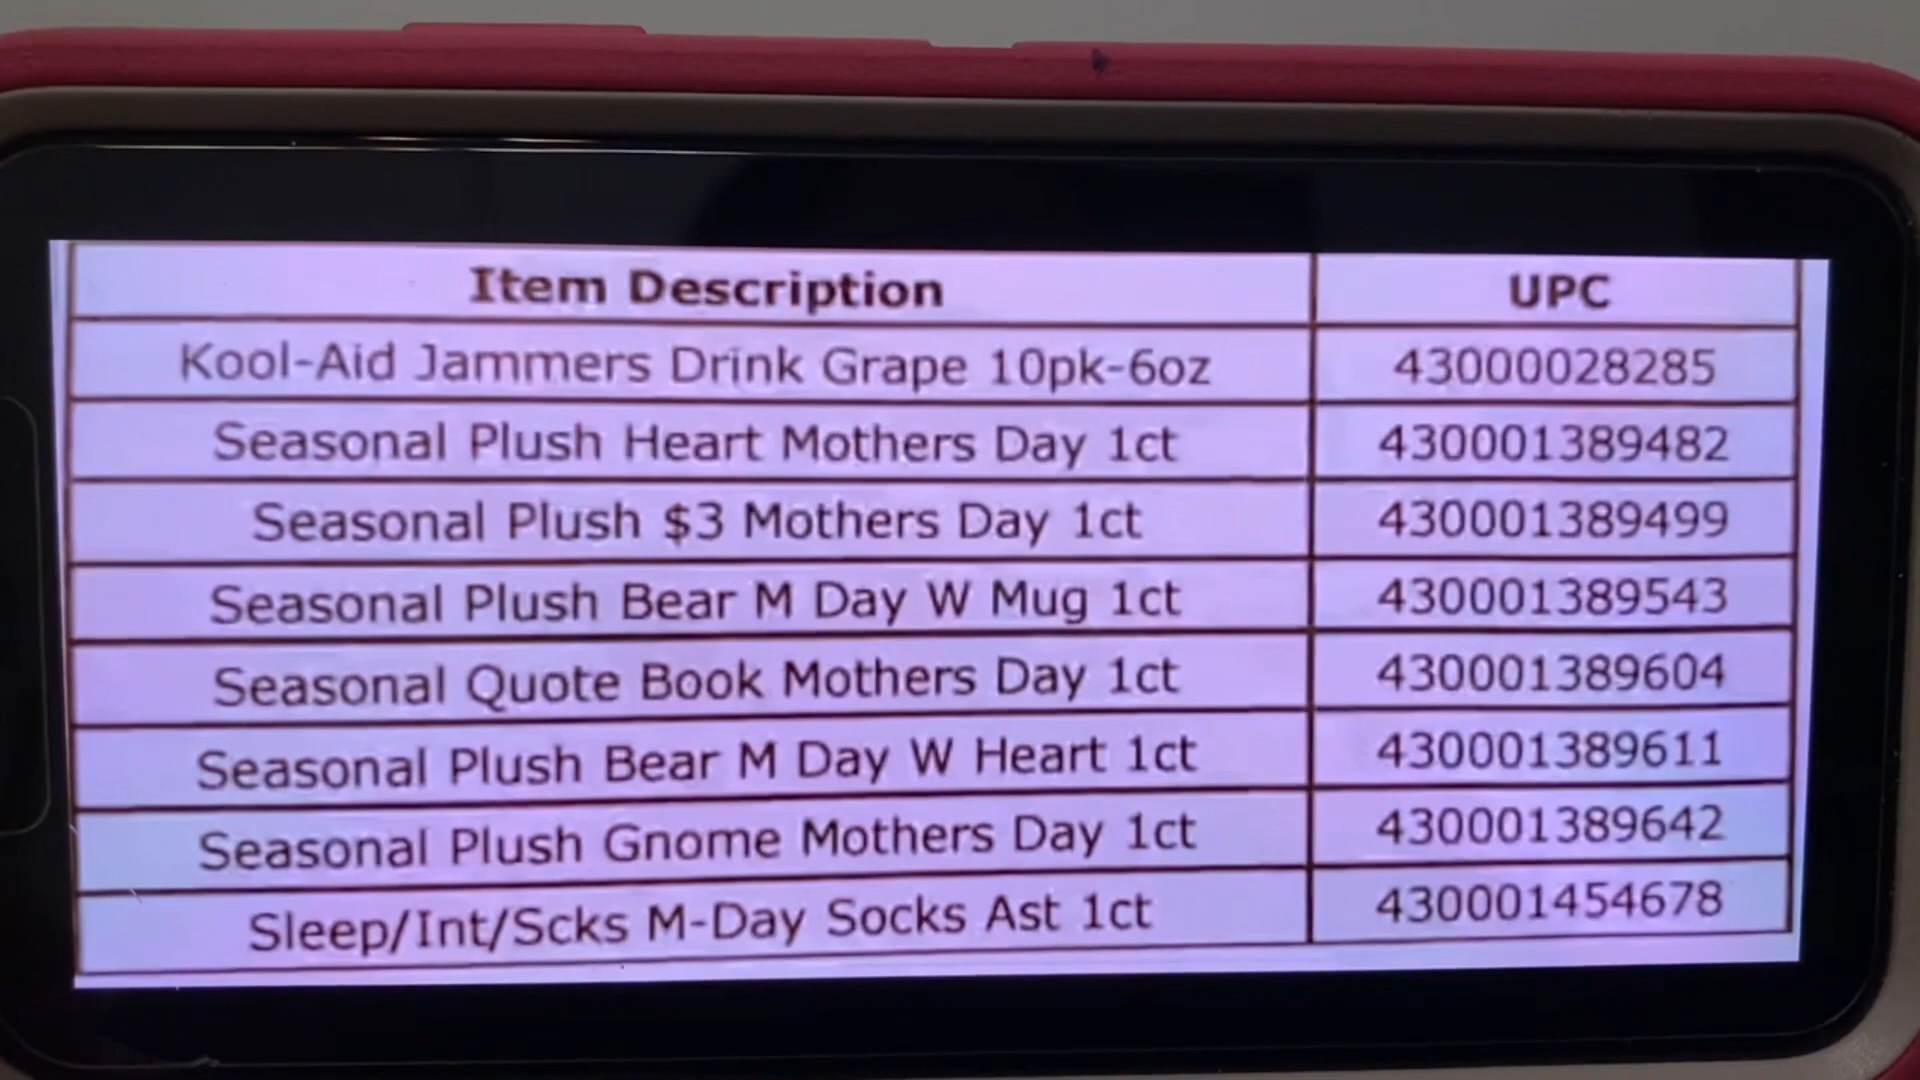 Item Description UPC
Kool-Aid Jammers Drink Grape 10pk-6oz 43000028285
Seasonal Plush Heart Mothers Day 1ct 430001389482
Seasonal Plush $3 Mothers Day 1ct 430001389499
Seasonal Plush Bear M Day W Mug 1ct 430001389543
Seasonal Quote Book Mothers Day 1ct 430001389604
Seasonal Plush Bear M Day W Heart 1ct 430001389611
Seasonal Plush Gnome Mothers Day 1ct 430001389642
Sleep/Int/Scks M-Day Socks Ast 1ct 430001454678